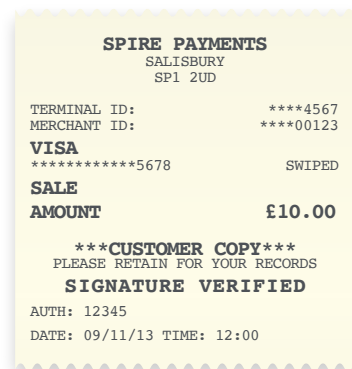 SPIRE PAYMENTS
SALISBURY
SP1 2UD
TERMINAL ID: ****4567
MERCHANT ID: ****00123
VISA
************5678 SWIPED
SALE
AMOUNT £10.00
***CUSTOMER COPY***
PLEASE RETAIN FOR YOUR RECORDS
SIGNATURE VERIFIED
AUTH: 12345
DATE: 09/11/13 TIME: 12:00